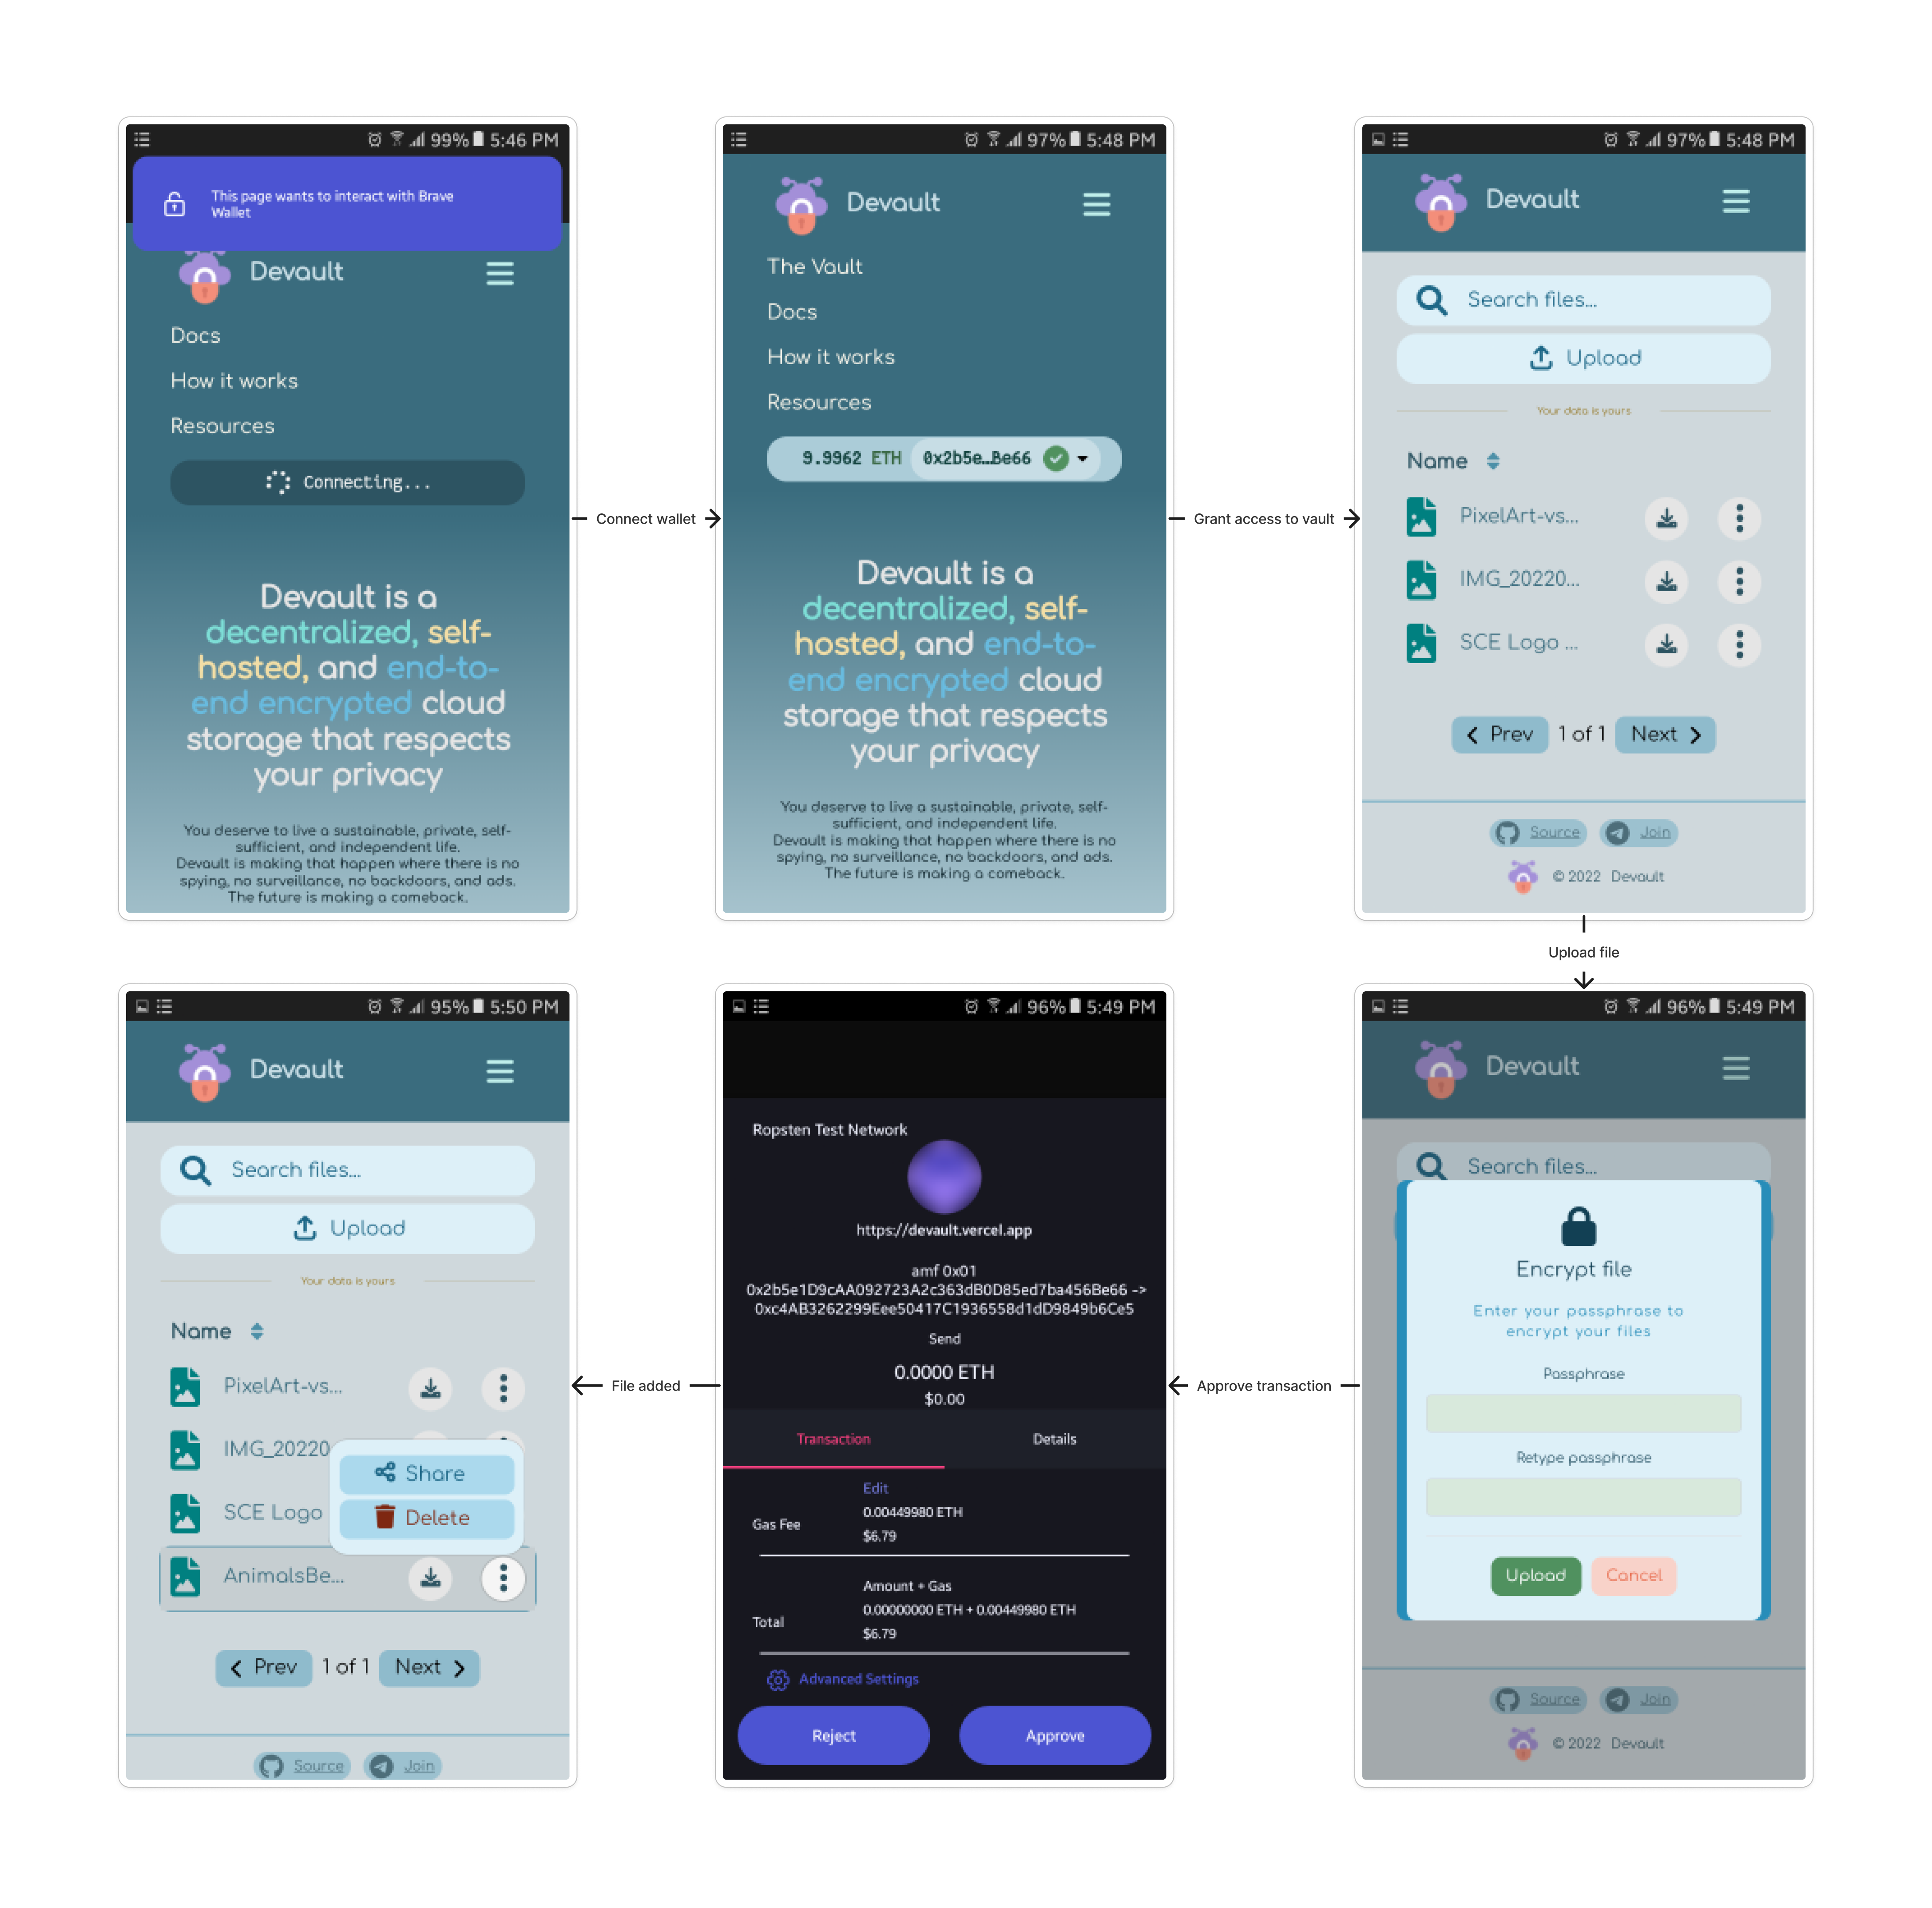 99% 5:46 PM
This page wants to interact with Brave
Wallet
Devault
Docs
How it works
Resources
Connecting...
Devault is a
decentralized, self-
hosted, and end-to-
end encrypted cloud
storage that respects
your privacy
You deserve to live a sustainable, private, self-
sufficient, and independent life.
Devault is making that happen where there is no
spying, no surveillance, no backdoors, and ads.
The future is making a comeback.
Connect wallet
97% 5:48 PM
Devault
The Vault
Docs
How it works
Resources
9.9962 ETH 0x2b5e…Be66
Devault is a
decentralized, self-
hosted, and end-to-
end encrypted cloud
storage that respects
your privacy
You deserve to live a sustainable, private, self-
sufficient, and independent life.
Devault is making that happen where there is no
spying, no surveillance, no backdoors, and ads.
The future is making a comeback.
Grant access to vault
97% 5:48 PM
Devault
Search files...
Upload
Your data is yours
Name
PixelArt-vs...
IMG_20220...
SCE Logo ...
Prev 1 of 1 Next
Source Join
© 2022 Devault
Upload file
96% 5:49 PM
Devault
Search files...
Encrypt file
Enter your passphrase to
encrypt your files
Passphrase
Retype passphrase
Upload Cancel
Source Join
© 2022 Devault
Approve transaction
96% 5:49 PM
Ropsten Test Network
https://devault.vercel.app
amf 0x01
0x2b5e1D9cAA092723A2c363dB0D85ed7ba456Be66 ->
0xc4AB3262299Eee50417C1936558d1dD9849b6Ce5
Send
0.0000 ETH
$0.00
Transaction Details
Edit
Gas Fee 0.00449980 ETH
$6.79
Amount + Gas
Total 0.00000000 ETH + 0.00449980 ETH
$6.79
Advanced Settings
Reject Approve
File added
95% 5:50 PM
Devault
Search files...
Upload
Your data is yours
Name
PixelArt-vs...
IMG_20220
Share
SCE Logo
Delete
AnimalsBe...
Prev 1 of 1 Next
Source Join